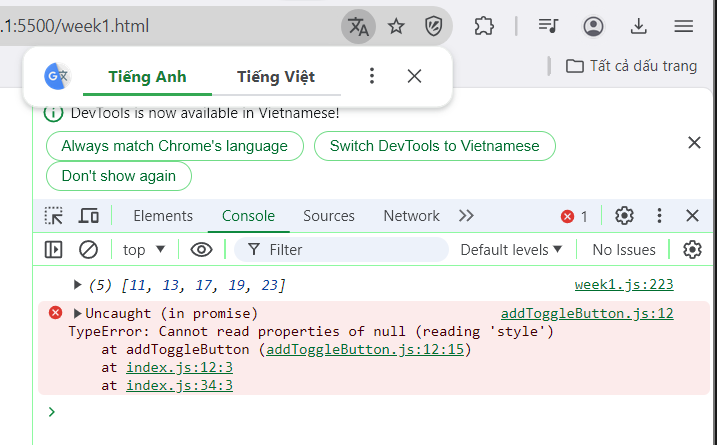 .1:5500/week1.html
Tiếng Anh Tiếng Việt
Tất cả dấu trang
DevTools is now available in Vietnamese!
Always match Chrome's language Switch DevTools to Vietnamese
Don't show again
Elements Console Sources Network 1
top Filter Default levels No Issues
(5) [11, 13, 17, 19, 23] week1.js:223
Uncaught (in promise) addToggleButton.js:12
TypeError: Cannot read properties of null (reading 'style')
at addToggleButton (addToggleButton.js:12:15)
at index.js:12:3
at index.js:34:3